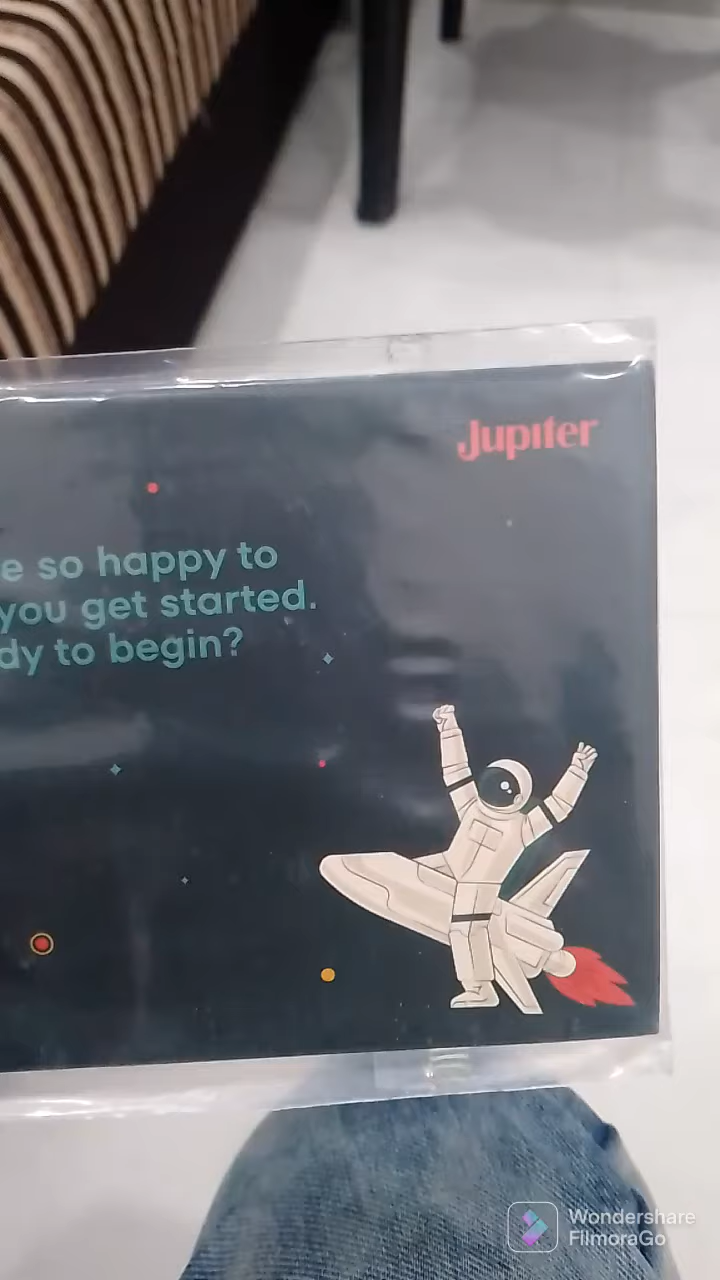 Jupiter
e so happy to
you get started.
dy to begin?
Wondershare
FilmoraGo